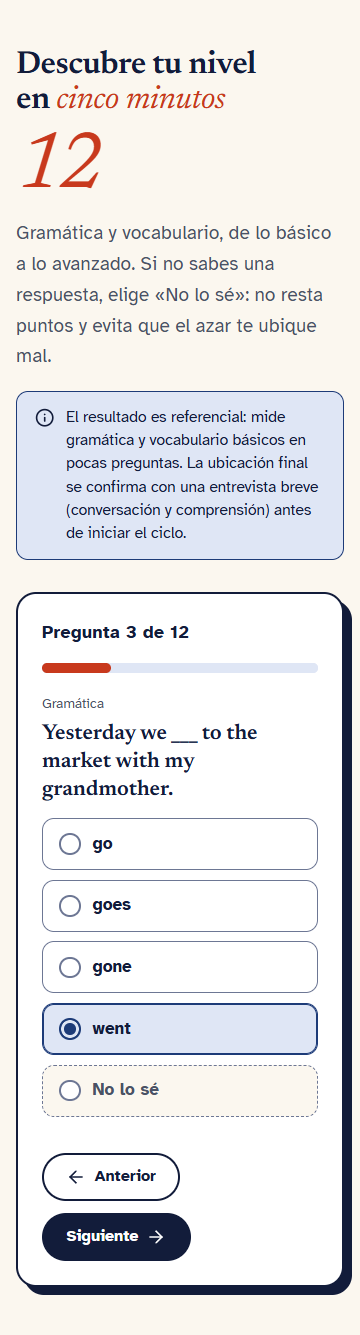 Descubre tu nivel
en cinco minutos
12
Gramática y vocabulario, de lo básico
a lo avanzado. Si no sabes una
respuesta, elige «No lo sé»: no resta
puntos y evita que el azar te ubique
mal.
El resultado es referencial: mide
gramática y vocabulario básicos en
pocas preguntas. La ubicación final
se confirma con una entrevista breve
(conversación y comprensión) antes
de iniciar el ciclo.
Pregunta 3 de 12
Gramática
Yesterday we ___ to the
market with my
grandmother.
go
goes
gone
went
No lo sé
← Anterior
Siguiente →